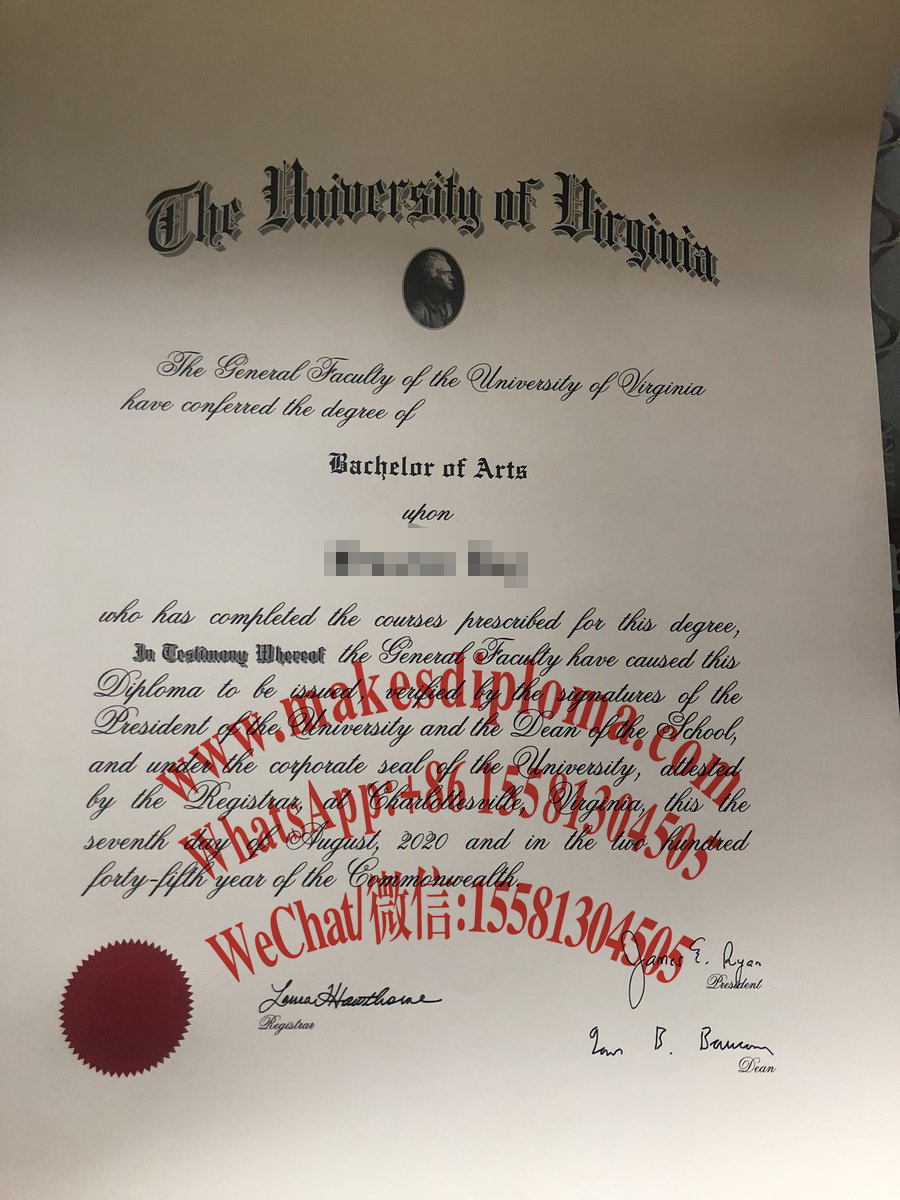 The University of Virginia
The General Faculty of the University of Virginia
have conferred the degree of
Bachelor of Arts
upon
who has completed the courses prescribed for this degree,
In Testimony Whereof the General Faculty have caused this
Diploma to be issued, verified by the signatures of the
President of the University and the Dean of the School,
and under the corporate seal of the University, attested
by the Registrar, at Charlottesville, Virginia, this the
seventh day of August, 2020 and in the two hundred
forty-fifth year of the Commonwealth.
www.makesdiploma.com
WhatsApp:+86 15581304505
WeChat/微信:15581304505
James E. Ryan
President
Laura Hawthorne
Registrar
B.
Dean